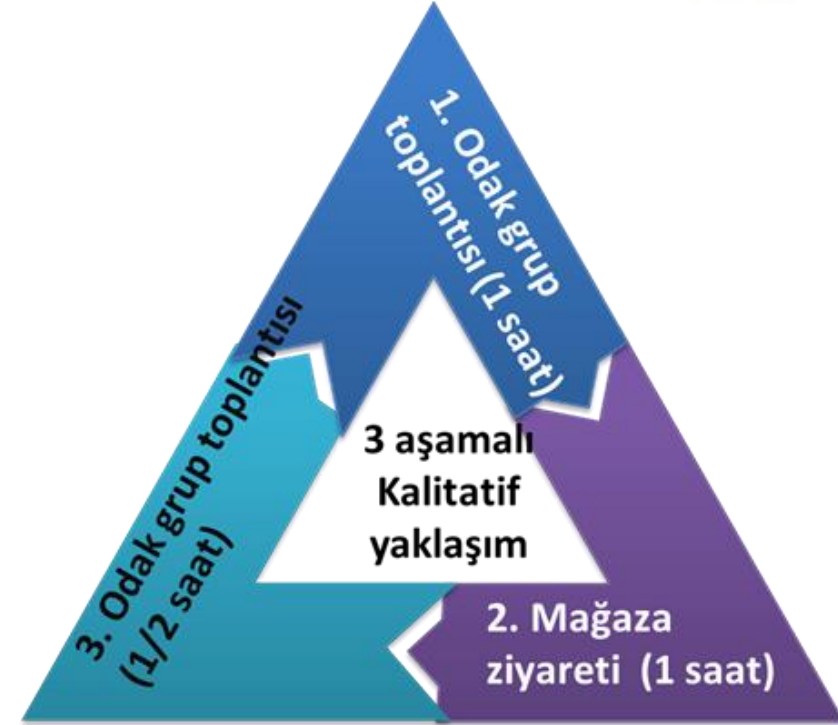 1. Odak grup
toplantısı (1 saat)
3 aşamalı
Kalitatif
yaklaşım
2. Mağaza
ziyareti (1 saat)
3. Odak grup toplantısı
(1/2 saat)